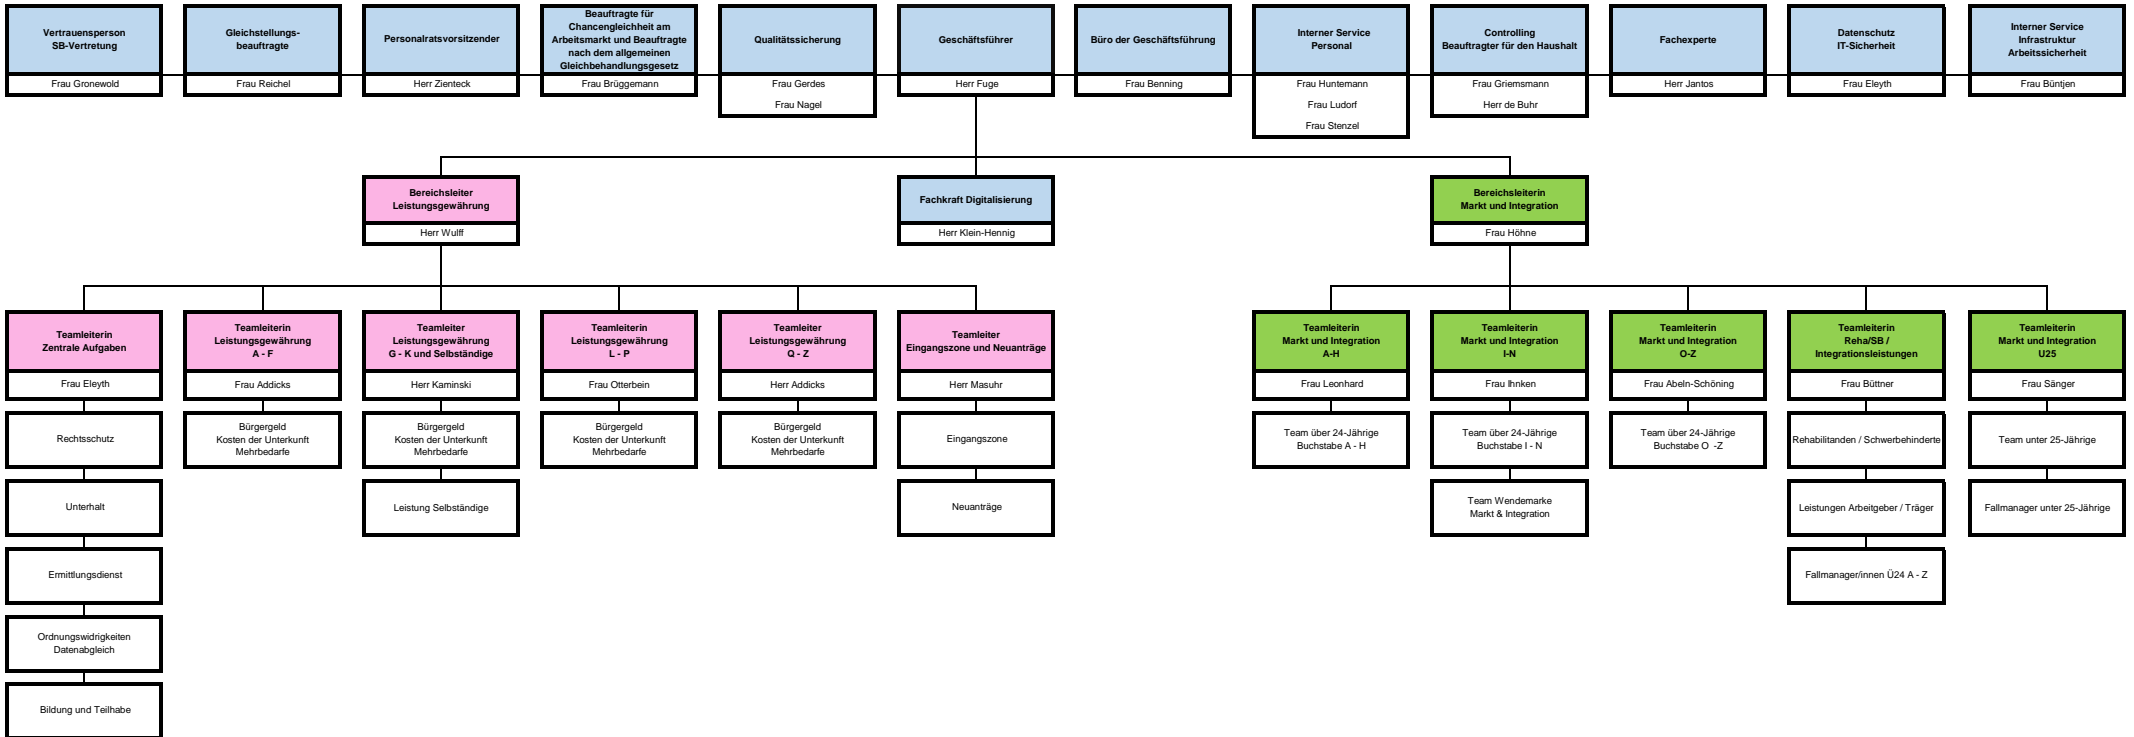 Vertrauensperson
SB-Vertretung
Frau Gronewold
Gleichstellungs-
beauftragte
Frau Reichel
Personalratsvorsitzender
Herr Zienteck
Beauftragte für
Chancengleichheit am
Arbeitsmarkt und Beauftragte
nach dem allgemeinen
Gleichbehandlungsgesetz
Frau Brüggemann
Qualitätssicherung
Frau Gerdes
Frau Nagel
Geschäftsführer
Herr Fuge
Büro der Geschäftsführung
Frau Benning
Interner Service
Personal
Frau Huntemann
Frau Ludorf
Frau Stenzel
Controlling
Beauftragter für den Haushalt
Frau Griemsmann
Herr de Buhr
Fachexperte
Herr Jantos
Datenschutz
IT-Sicherheit
Frau Eleyth
Interner Service
Infrastruktur
Arbeitssicherheit
Frau Büntjen
Bereichsleiter
Leistungsgewährung
Herr Wulff
Fachkraft Digitalisierung
Herr Klein-Hennig
Bereichsleiterin
Markt und Integration
Frau Höhne
Teamleiterin
Zentrale Aufgaben
Frau Eleyth
Rechtsschutz
Unterhalt
Ermittlungsdienst
Ordnungswidrigkeiten
Datenabgleich
Bildung und Teilhabe
Teamleiterin
Leistungsgewährung
A - F
Frau Addicks
Bürgergeld
Kosten der Unterkunft
Mehrbedarfe
Teamleiter
Leistungsgewährung
G - K und Selbständige
Herr Kaminski
Bürgergeld
Kosten der Unterkunft
Mehrbedarfe
Leistung Selbständige
Teamleiterin
Leistungsgewährung
L - P
Frau Otterbein
Bürgergeld
Kosten der Unterkunft
Mehrbedarfe
Teamleiter
Leistungsgewährung
Q - Z
Herr Addicks
Bürgergeld
Kosten der Unterkunft
Mehrbedarfe
Teamleiter
Eingangszone und Neuanträge
Herr Masuhr
Eingangszone
Neuanträge
Teamleiterin
Markt und Integration
A-H
Frau Leonhard
Team über 24-Jährige
Buchstabe A - H
Teamleiterin
Markt und Integration
I-N
Frau Ihnken
Team über 24-Jährige
Buchstabe I - N
Team Wendemarke
Markt & Integration
Teamleiterin
Markt und Integration
O-Z
Frau Abeln-Schöning
Team über 24-Jährige
Buchstabe O -Z
Teamleiterin
Reha/SB /
Integrationsleistungen
Frau Büttner
Rehabilitanden / Schwerbehinderte
Leistungen Arbeitgeber / Träger
Fallmanager/innen Ü24 A - Z
Teamleiterin
Markt und Integration
U25
Frau Sänger
Team unter 25-Jährige
Fallmanager unter 25-Jährige